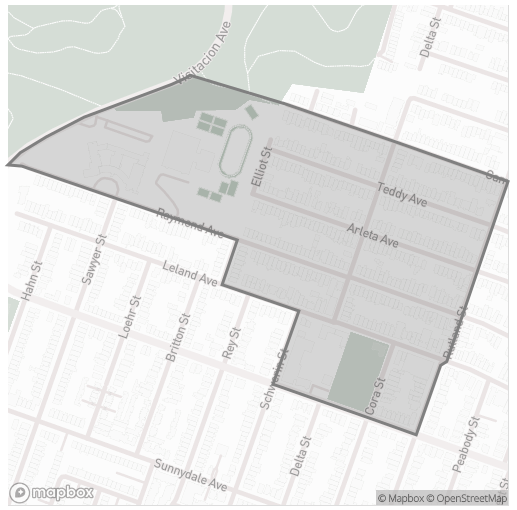 Visitacion Ave
Delta St
San
Elliot St
Teddy Ave
Arleta Ave
Raymond Ave
Leland Ave
Hahn St
Sawyer St
Loehr St
Britton St
Rey St
Schwerin St
Rutland St
Cora St
Delta St
Peabody St
St
Sunnydale Ave
mapbox
© Mapbox © OpenStreetMap